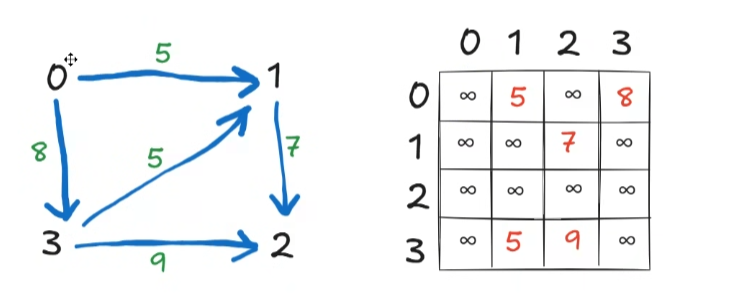 0 5 1
8 5 7
3 9 2
0 1 2 3
0 ∞ 5 ∞ 8
1 ∞ ∞ 7 ∞
2 ∞ ∞ ∞ ∞
3 ∞ 5 9 ∞